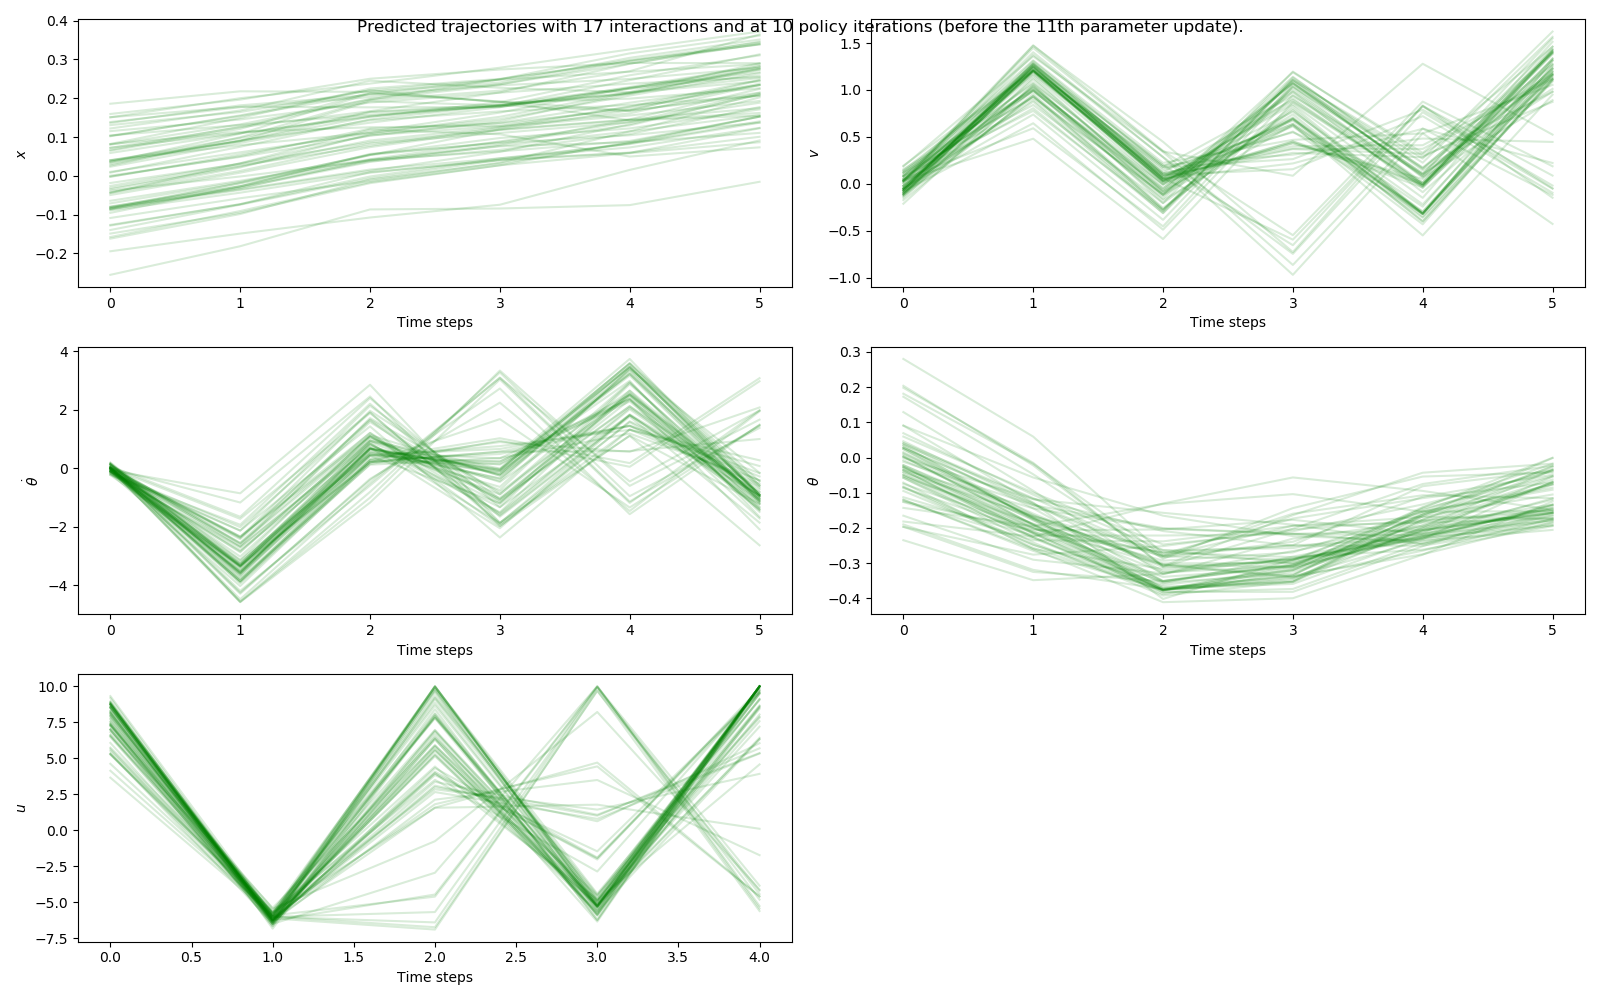 Predicted trajectories with 17 interactions and at 10 policy iterations (before the 11th parameter update).
0.4
0.3
0.2
0.1
0.0
−0.1
−0.2
x
0 1 2 3 4 5
Time steps
1.5
1.0
0.5
0.0
−0.5
−1.0
v
0 1 2 3 4 5
Time steps
4
2
0
−2
−4
θ̇
0 1 2 3 4 5
Time steps
0.3
0.2
0.1
0.0
−0.1
−0.2
−0.3
−0.4
θ
0 1 2 3 4 5
Time steps
10.0
7.5
5.0
2.5
0.0
−2.5
−5.0
−7.5
u
0.0 0.5 1.0 1.5 2.0 2.5 3.0 3.5 4.0
Time steps